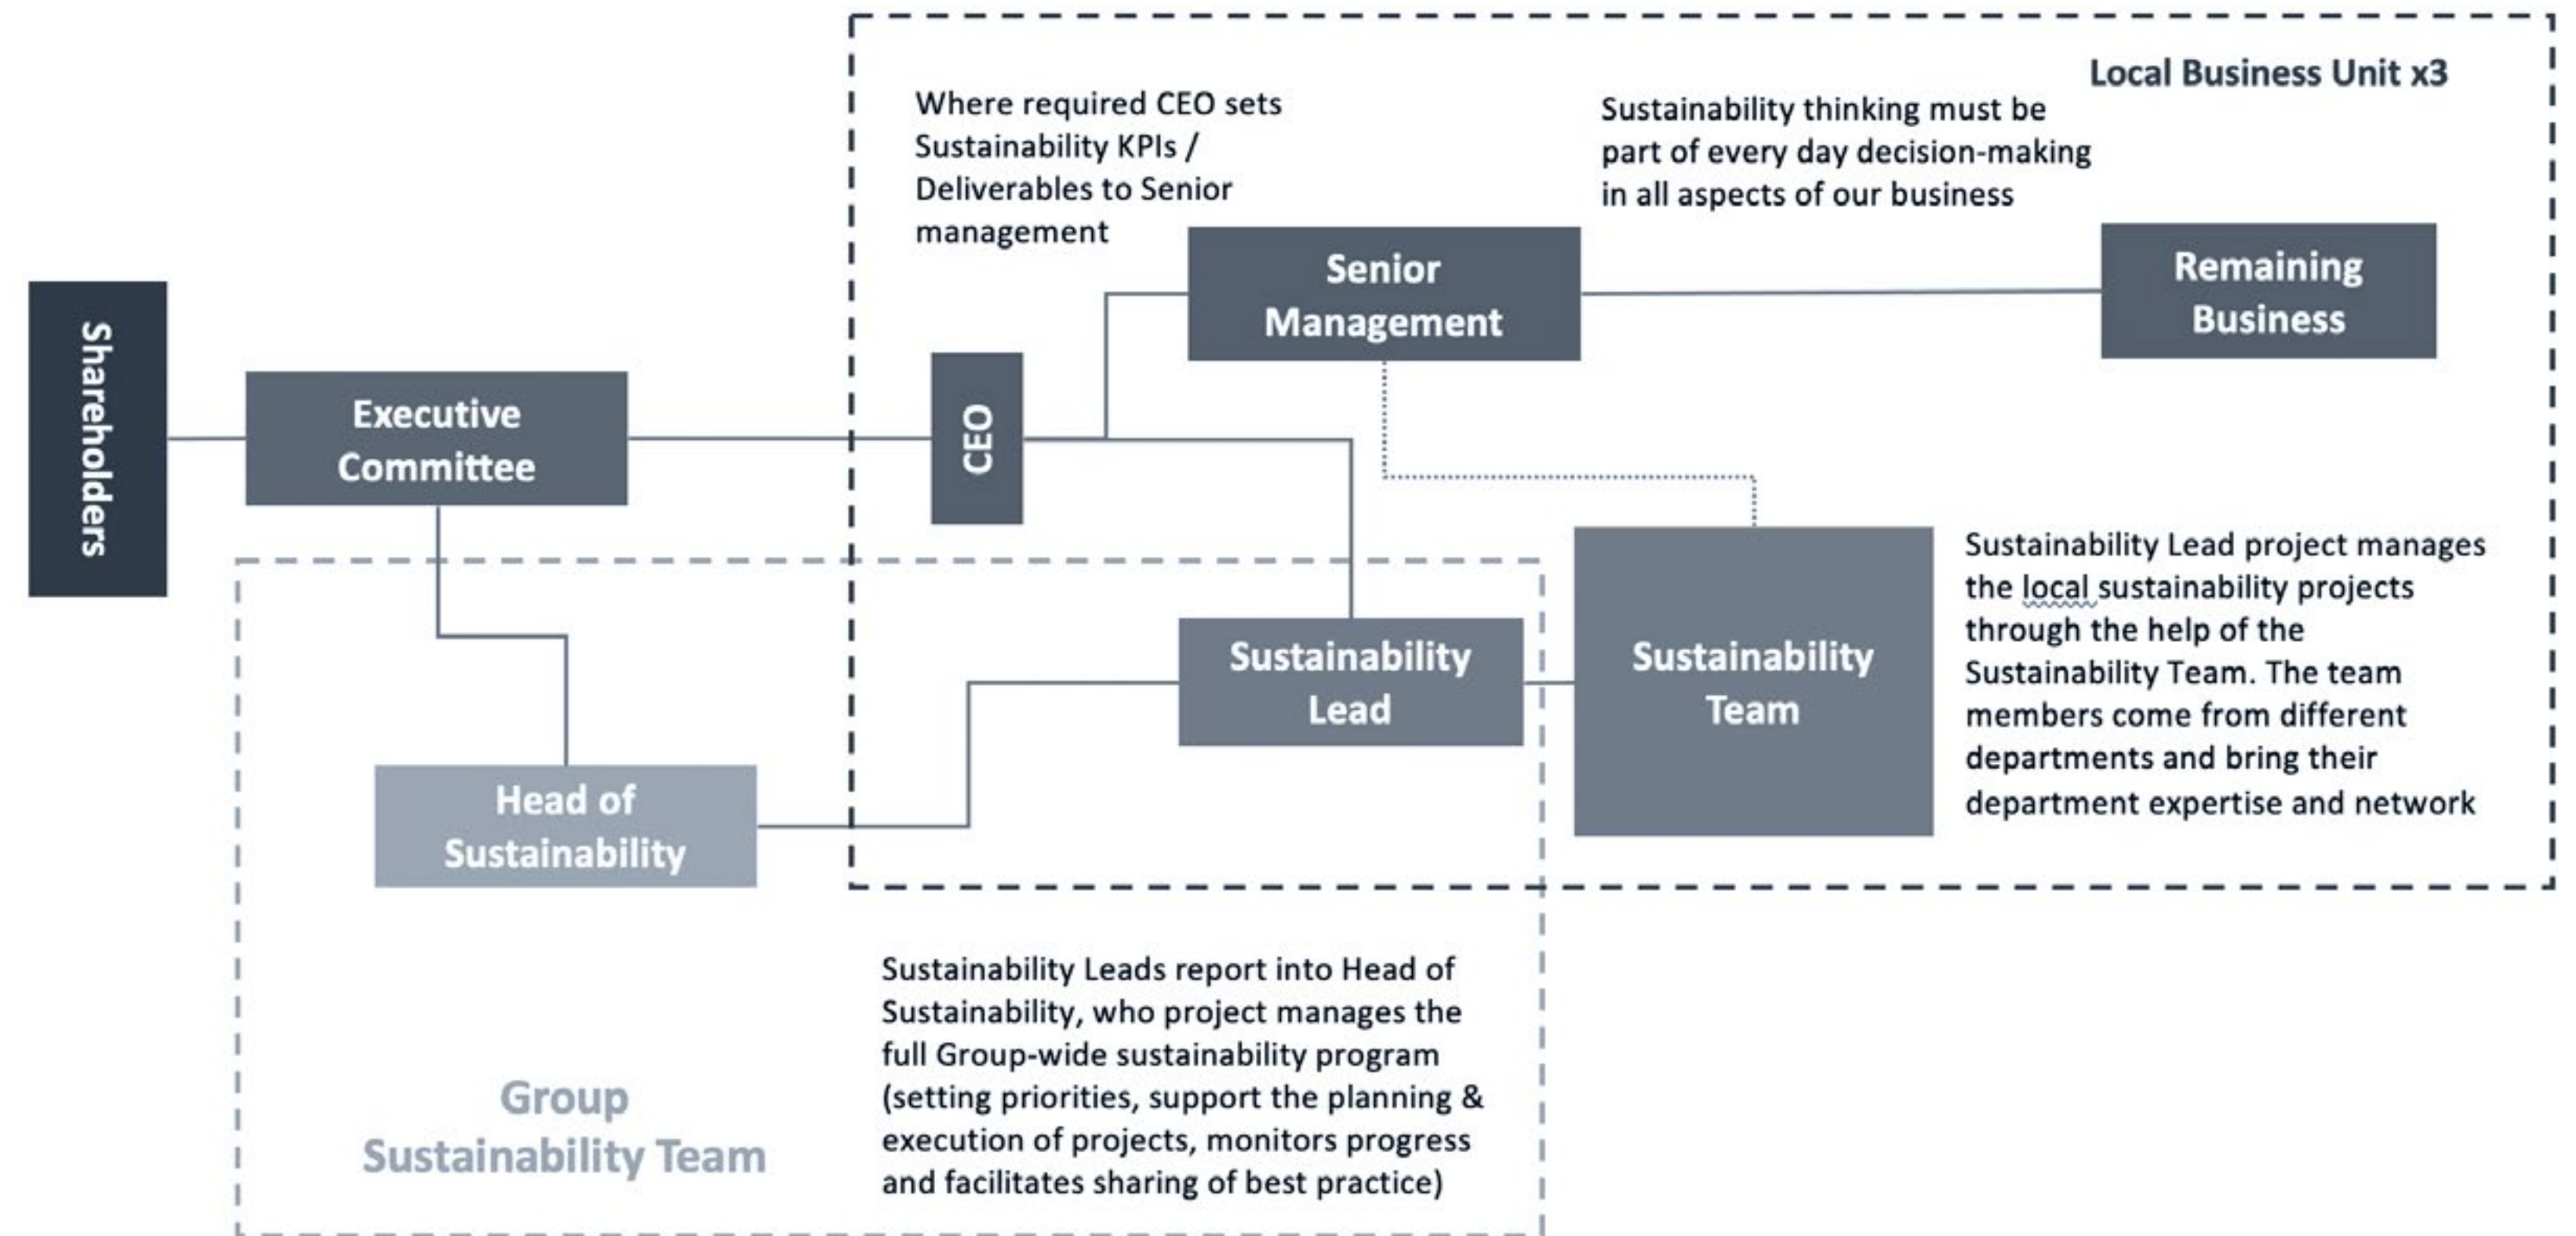 Local Business Unit x3
Where required CEO sets
Sustainability KPIs /
Deliverables to Senior
management
Sustainability thinking must be
part of every day decision-making
in all aspects of our business
Senior
Management
Remaining
Business
Shareholders
Executive
Committee
CEO
Sustainability
Lead
Sustainability
Team
Sustainability Lead project manages
the local sustainability projects
through the help of the
Sustainability Team. The team
members come from different
departments and bring their
department expertise and network
Head of
Sustainability
Group
Sustainability Team
Sustainability Leads report into Head of
Sustainability, who project manages the
full Group-wide sustainability program
(setting priorities, support the planning &
execution of projects, monitors progress
and facilitates sharing of best practice)